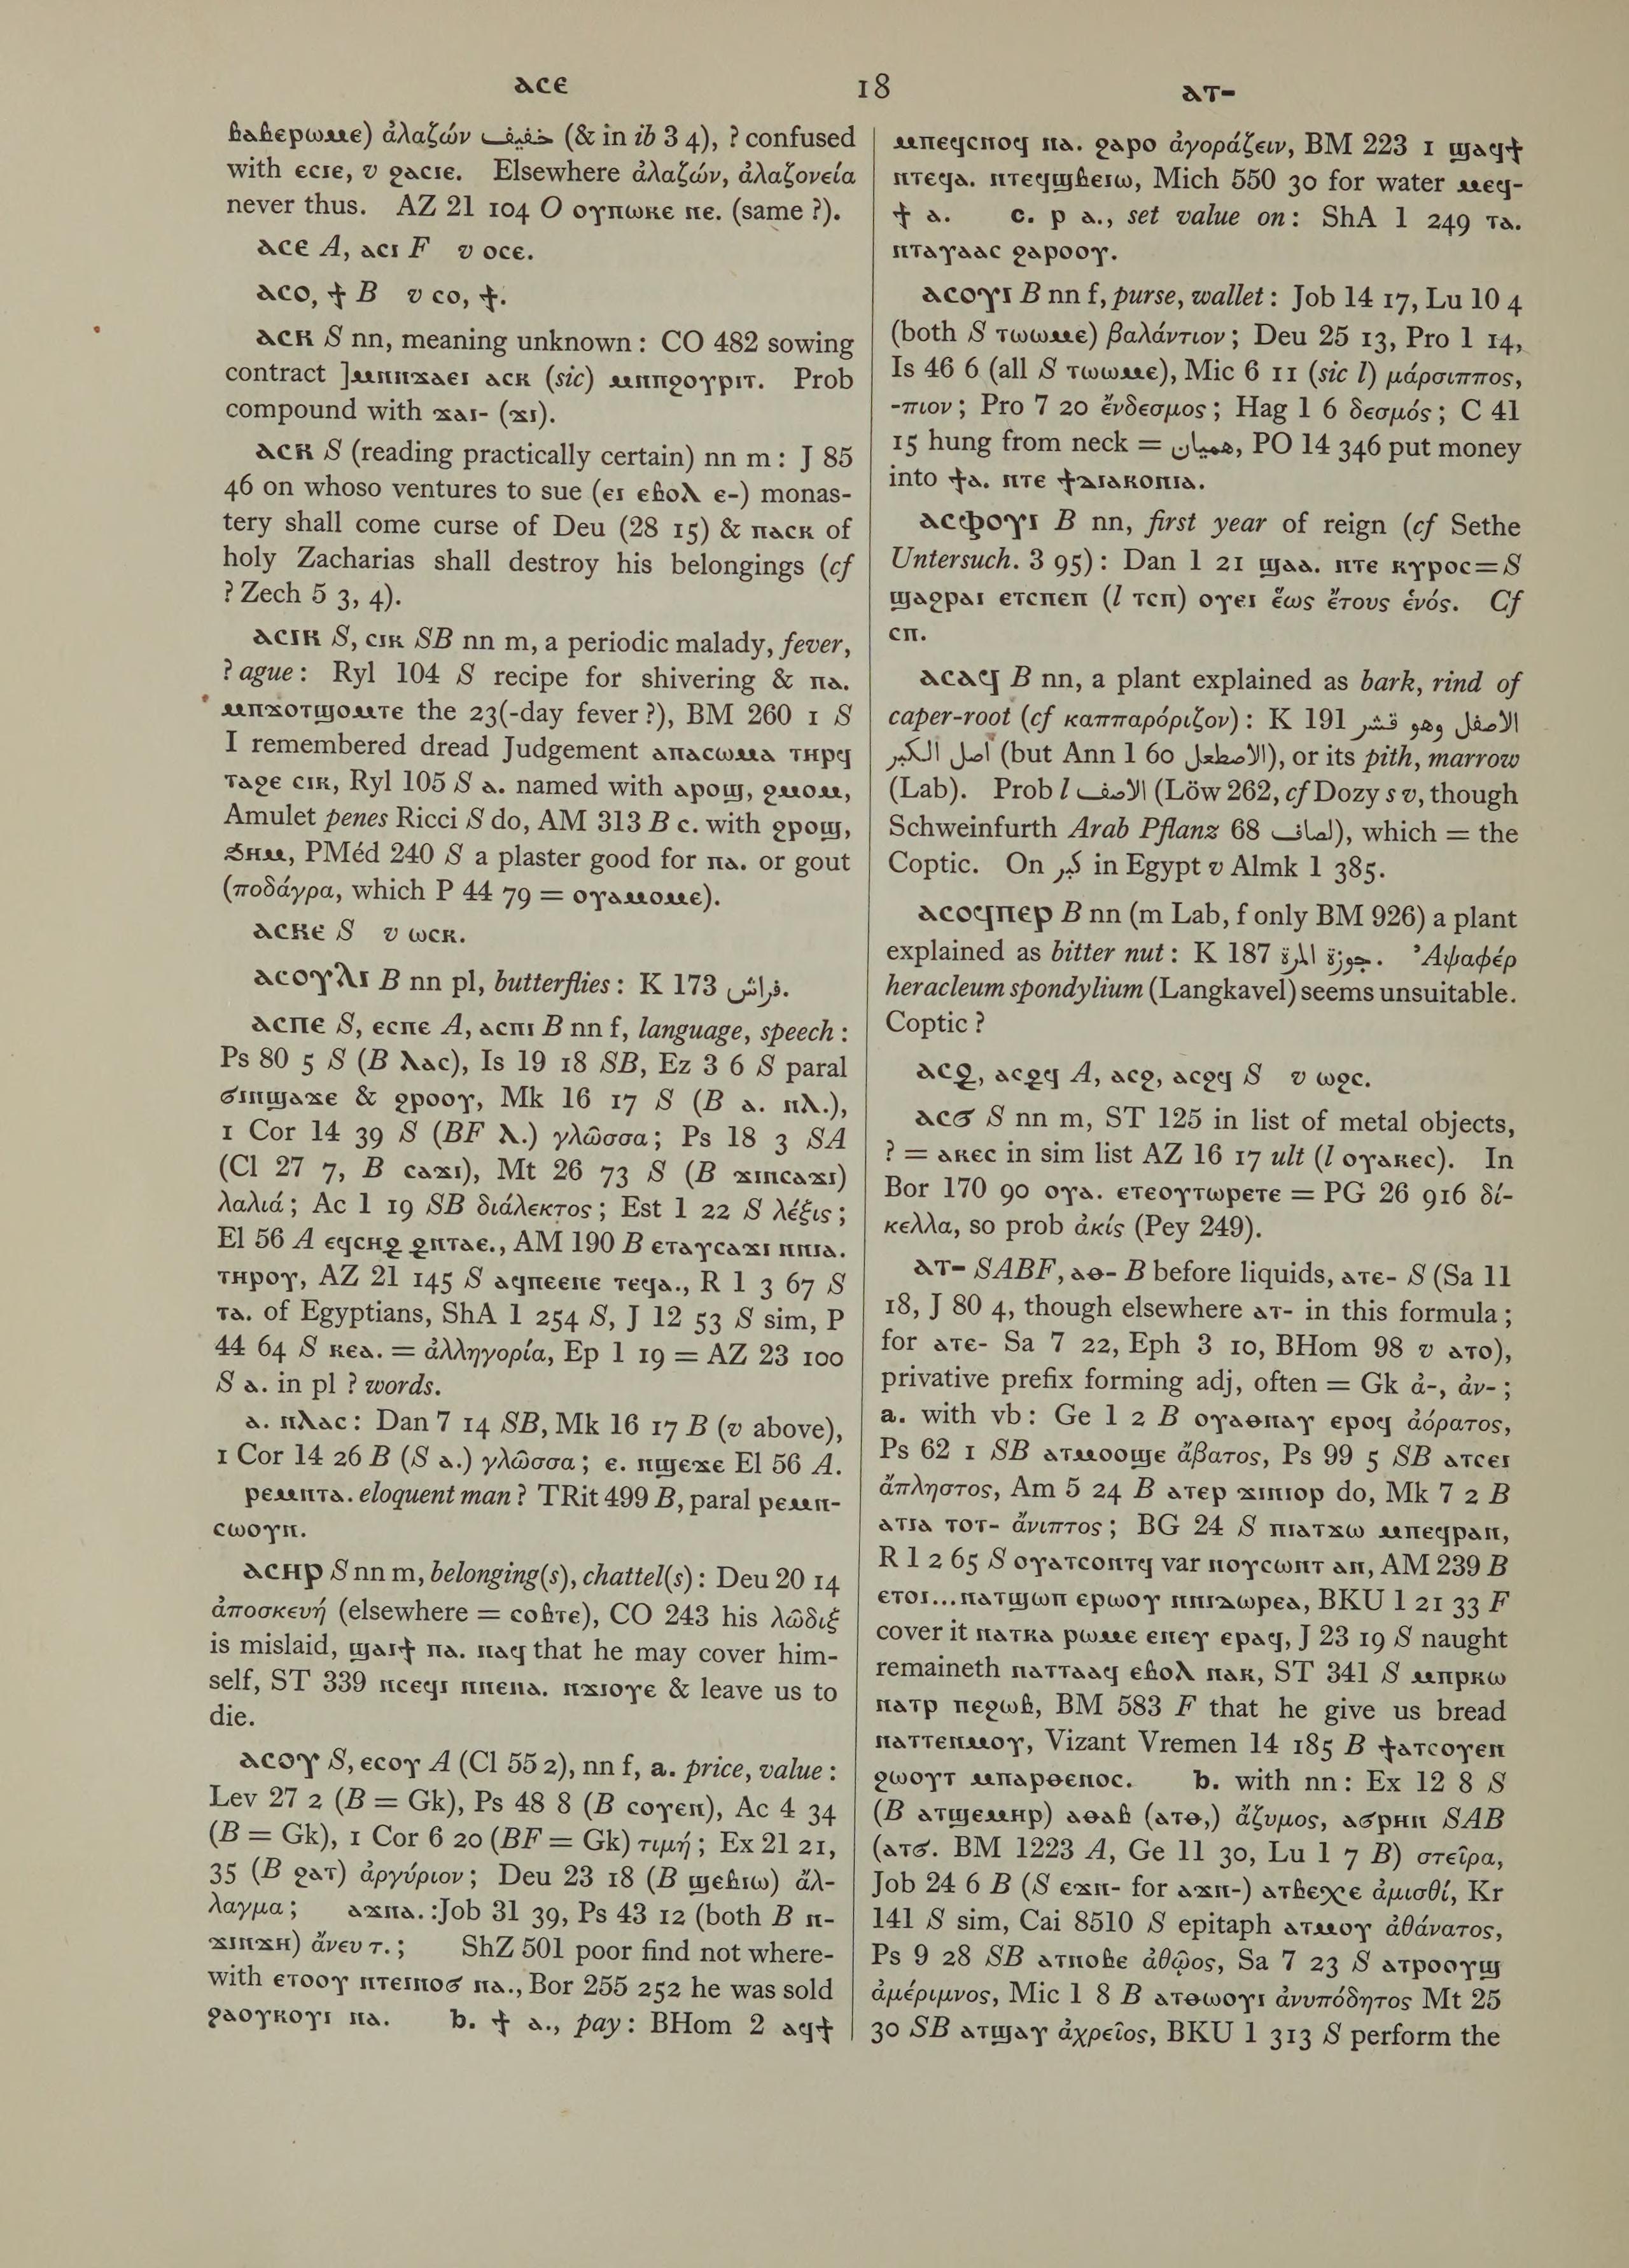 ⲁⲥⲉ
18
ⲁⲧ-
ⲃⲁⲃⲉⲣⲱⲙⲉ) ἀλαζών خفيف (& in ib 3 4), ? confused
with ⲉⲥⲓⲉ, v ϩⲁⲥⲓⲉ. Elsewhere ἀλαζών, ἀλαζονεία
never thus. AZ 21 104 O ⲟⲩⲡⲱⲕⲉ ⲡⲉ. (same ?).
ⲁⲥⲉ A, ⲁⲥⲓ F v ⲟⲥⲉ.
ⲁⲥⲟ, ϯ B v ⲥⲟ, ϯ.
ⲁⲥⲕ S nn, meaning unknown : CO 482 sowing
contract ]ⲙⲡⲛϫⲁⲉⲓ ⲁⲥⲕ (sic) ⲙⲡⲛϩⲟⲩⲣⲓⲧ. Prob
compound with ϫⲁⲓ- (ϫⲓ).
ⲁⲥⲕ S (reading practically certain) nn m : J 85
46 on whoso ventures to sue (ⲉⲓ ⲉⲃⲟⲗ ⲉ-) monas-
tery shall come curse of Deu (28 15) & ⲡⲁⲥⲕ of
holy Zacharias shall destroy his belongings (cf
? Zech 5 3, 4).
ⲁⲥⲓⲕ S, ⲥⲓⲕ SB nn m, a periodic malady, fever,
? ague : Ryl 104 S recipe for shivering & ⲡⲁ.
ⲙⲡϫⲟⲧϣⲟⲙⲧⲉ the 23(-day fever ?), BM 260 1 S
I remembered dread Judgement ⲁⲡⲁⲥⲱⲙⲁ ⲧⲏⲣϥ
ⲧⲁϩⲉ ⲥⲓⲕ, Ryl 105 S ⲁ. named with ⲁⲣⲟϣ, ϩⲙⲟⲙ,
Amulet penes Ricci S do, AM 313 B c. with ϩⲣⲟϣ,
ϧⲏⲙ, PMéd 240 S a plaster good for ⲡⲁ. or gout
(ποδάγρα, which P 44 79 = ⲟⲩⲁⲙⲟⲙⲉ).
ⲁⲥⲕⲉ S v ⲱⲥⲕ.
ⲁⲥⲟⲩⲗⲓ B nn pl, butterflies : K 173 فراش.
ⲁⲥⲡⲉ S, ⲉⲥⲡⲉ A, ⲁⲥⲡⲓ B nn f, language, speech :
Ps 80 5 S (B ⲗⲁⲥ), Is 19 18 SB, Ez 3 6 S paral
ϭⲓⲛϣⲁϫⲉ & ϩⲣⲟⲟⲩ, Mk 16 17 S (B ⲁ. ⲛⲗ.),
1 Cor 14 39 S (BF ⲗ.) γλῶσσα ; Ps 18 3 SA
(Cl 27 7, B ⲥⲁϫⲓ), Mt 26 73 S (B ϫⲓⲛⲥⲁϫⲓ)
λαλιά ; Ac 1 19 SB διάλεκτος ; Est 1 22 S λέξις ;
El 56 A ⲉϥⲥⲏϩ ϩⲛⲧⲁⲉ., AM 190 B ⲉⲧⲁⲩⲥⲁϫⲓ ⲛⲛⲓⲁ.
ⲧⲏⲣⲟⲩ, AZ 21 145 S ⲁϥⲡⲉⲉⲛⲉ ⲧⲉϥⲁ., R 1 3 67 S
ⲧⲁ. of Egyptians, ShA 1 254 S, J 12 53 S sim, P
44 64 S ⲕⲉⲁ. = ἀλληγορία, Ep 1 19 = AZ 23 100
S ⲁ. in pl ? words.
ⲁ. ⲛⲗⲁⲥ : Dan 7 14 SB, Mk 16 17 B (v above),
1 Cor 14 26 B (S ⲁ.) γλῶσσα ; ⲉ. ⲛϣⲉϫⲉ El 56 A.
ⲣⲉⲙⲛⲧⲁ. eloquent man ? TRit 499 B, paral ⲣⲉⲙⲛ-
ⲥⲱⲟⲩⲛ.
ⲁⲥⲏⲣ S nn m, belonging(s), chattel(s) : Deu 20 14
ἀποσκευή (elsewhere = ⲥⲟⲃⲧⲉ), CO 243 his λῶδιξ
is mislaid, ϣⲁⲓϯ ⲡⲁ. ⲛⲁϥ that he may cover him-
self, ST 339 ⲛⲥⲉϥⲓ ⲛⲛⲉⲛⲁ. ⲛϫⲓⲟⲩⲉ & leave us to
die.
ⲁⲥⲟⲩ S, ⲉⲥⲟⲩ A (Cl 55 2), nn f, a. price, value :
Lev 27 2 (B = Gk), Ps 48 8 (B ⲥⲟⲩⲉⲛ), Ac 4 34
(B = Gk), 1 Cor 6 20 (BF = Gk) τιμή ; Ex 21 21,
35 (B ϩⲁⲧ) ἀργύριον ; Deu 23 18 (B ϣⲉⲃⲓⲱ) ἄλ-
λαγμα ; ⲁϫⲛⲁ. : Job 31 39, Ps 43 12 (both B ⲛ-
ϫⲓⲛϫⲏ) ἄνευ τ. ; ShZ 501 poor find not where-
with ⲉⲧⲟⲟⲩ ⲛⲧⲉⲓⲛⲟϭ ⲛⲁ., Bor 255 252 he was sold
ϩⲁⲟⲩⲕⲟⲩⲓ ⲛⲁ. b. ϯ ⲁ., pay : BHom 2 ⲁϥϯ
ⲙⲡⲉϥⲥⲛⲟϥ ⲛⲁ. ϩⲁⲣⲟ ἀγοράζειν, BM 223 1 ϣⲁϥϯ
ⲛⲧⲉϥⲁ. ⲛⲧⲉϥϣⲃⲉⲓⲱ, Mich 550 30 for water ⲙⲉϥ-
ϯ ⲁ. c. ⲣ ⲁ., set value on : ShA 1 249 ⲧⲁ.
ⲛⲧⲁⲩⲁⲁⲥ ϩⲁⲣⲟⲟⲩ.
ⲁⲥⲟⲩⲓ B nn f, purse, wallet : Job 14 17, Lu 10 4
(both S ⲧⲱⲱⲙⲉ) βαλάντιον ; Deu 25 13, Pro 1 14,
Is 46 6 (all S ⲧⲱⲱⲙⲉ), Mic 6 11 (sic l) μάρσιππος,
-πιον ; Pro 7 20 ἔνδεσμος ; Hag 1 6 δεσμός ; C 41
15 hung from neck = هميان, PO 14 346 put money
into ϯⲁ. ⲛⲧⲉ ϯⲇⲓⲁⲕⲟⲛⲓⲁ.
ⲁⲥⲫⲟⲩⲓ B nn, first year of reign (cf Sethe
Untersuch. 3 95) : Dan 1 21 ϣⲁⲁ. ⲛⲧⲉ ⲕⲩⲣⲟⲥ = S
ϣⲁϩⲣⲁⲓ ⲉⲧⲥⲡⲉⲡ (l ⲧⲥⲡ) ⲟⲩⲉⲓ ἕως ἔτους ἑνός. Cf
ⲥⲡ.
ⲁⲥⲁϥ B nn, a plant explained as bark, rind of
caper-root (cf καππαρόριζον) : K 191 الاصفل وهو قشر
اصل الكبر (but Ann 1 60 الاصطعل), or its pith, marrow
(Lab). Prob l الاصف (Löw 262, cf Dozy s v, though
Schweinfurth Arab Pflanz 68 لصاف), which = the
Coptic. On كبر in Egypt v Almk 1 385.
ⲁⲥⲟϥⲡⲉⲣ B nn (m Lab, f only BM 926) a plant
explained as bitter nut : K 187 جوزة المرة. Ἀψαφέρ
heracleum spondylium (Langkavel) seems unsuitable.
Coptic ?
ⲁⲥϩ, ⲁⲥϩϥ A, ⲁⲥϩ, ⲁⲥϩϥ S v ⲱϩⲥ.
ⲁⲥϭ S nn m, ST 125 in list of metal objects,
? = ⲁⲕⲉⲥ in sim list AZ 16 17 ult (l ⲟⲩⲁⲕⲉⲥ). In
Bor 170 90 ⲟⲩⲁ. ⲉⲧⲉⲟⲩⲧⲱⲣⲉⲧⲉ = PG 26 916 δί-
κελλα, so prob ἀκίς (Pey 249).
ⲁⲧ- SABF, ⲁⲑ- B before liquids, ⲁⲧⲉ- S (Sa 11
18, J 80 4, though elsewhere ⲁⲧ- in this formula ;
for ⲁⲧⲉ- Sa 7 22, Eph 3 10, BHom 98 v ⲁⲧⲟ),
privative prefix forming adj, often = Gk ἀ-, ἀν- ;
a. with vb : Ge 1 2 B ⲟⲩⲁⲑⲛⲁⲩ ⲉⲣⲟϥ ἀόρατος,
Ps 62 1 SB ⲁⲧⲙⲟⲟϣⲉ ἄβατος, Ps 99 5 SB ⲁⲧⲥⲉⲓ
ἄπληστος, Am 5 24 B ⲁⲧⲉⲣ ϫⲓⲛⲓⲟⲣ do, Mk 7 2 B
ⲁⲧⲓⲁ ⲧⲟⲧ- ἄνιπτος ; BG 24 S ⲡⲓⲁⲧϫⲱ ⲙⲡⲉϥⲣⲁⲛ,
R 1 2 65 S ⲟⲩⲁⲧⲥⲟⲛⲧϥ var ⲛⲟⲩⲥⲱⲛⲧ ⲁⲛ, AM 239 B
ⲉⲧⲟⲓ...ⲛⲁⲧϣⲱⲡ ⲉⲣⲱⲟⲩ ⲛⲛⲓⲇⲱⲣⲉⲁ, BKU 1 21 33 F
cover it ⲛⲁⲧⲕⲁ ⲣⲱⲙⲉ ⲉⲛⲉⲩ ⲉⲣⲁϥ, J 23 19 S naught
remaineth ⲛⲁⲧⲧⲁⲁϥ ⲉⲃⲟⲗ ⲛⲁⲕ, ST 341 S ⲙⲡⲣⲕⲱ
ⲛⲁⲧⲣ ⲡⲉϩⲱⲃ, BM 583 F that he give us bread
ⲛⲁⲧⲧⲉⲛⲙⲟⲩ, Vizant Vremen 14 185 B ϯⲁⲧⲥⲟⲩⲉⲛ
ϩⲱⲟⲩⲧ ⲙⲡⲁⲣⲑⲉⲛⲟⲥ. b. with nn : Ex 12 8 S
(B ⲁⲧϣⲉⲙⲏⲣ) ⲁⲑⲁⲃ (ⲁⲧⲑ,) ἄζυμος, ⲁϭⲣⲏⲛ SAB
(ⲁⲧϭ. BM 1223 A, Ge 11 30, Lu 1 7 B) στεῖρα,
Job 24 6 B (S ⲉϫⲛ- for ⲁϫⲛ-) ⲁⲧⲃⲉⲭⲉ ἀμισθί, Kr
141 S sim, Cai 8510 S epitaph ⲁⲧⲙⲟⲩ ἀθάνατος,
Ps 9 28 SB ⲁⲧⲛⲟⲃⲉ ἀθῷος, Sa 7 23 S ⲁⲧⲣⲟⲟⲩϣ
ἀμέριμνος, Mic 1 8 B ⲁⲧⲑⲱⲟⲩⲓ ἀνυπόδητος Mt 25
30 SB ⲁⲧϣⲁⲩ ἀχρεῖος, BKU 1 313 S perform the